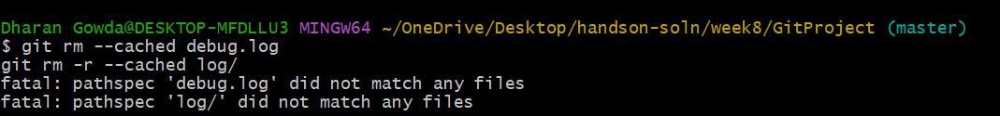 Dharan Gowda@DESKTOP-MFDLLU3 MINGW64 ~/OneDrive/Desktop/handson-soln/week8/GitProject (master)
$ git rm --cached debug.log
git rm -r --cached log/
fatal: pathspec 'debug.log' did not match any files
fatal: pathspec 'log/' did not match any files